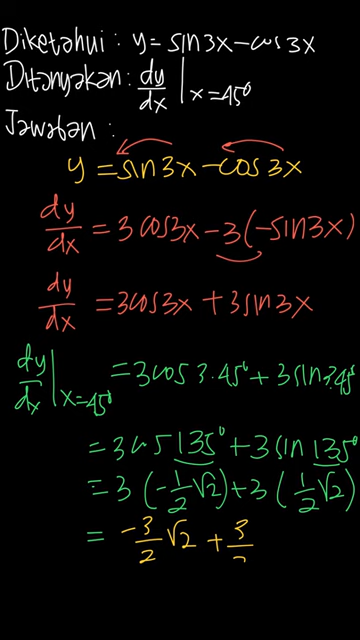 Diketahui : y = sin 3x - cos 3x
Ditanyakan : dy/dx | x = 45°
Jawaban :
y = sin 3x - cos 3x
dy/dx = 3 cos 3x - 3 (-sin 3x)
dy/dx = 3 cos 3x + 3 sin 3x
dy/dx | x = 45° = 3 cos 3.45° + 3 sin 3.45°
= 3 cos 135° + 3 sin 135°
= 3 (-1/2 √2) + 3 (1/2 √2)
= -3/2 √2 + 3/